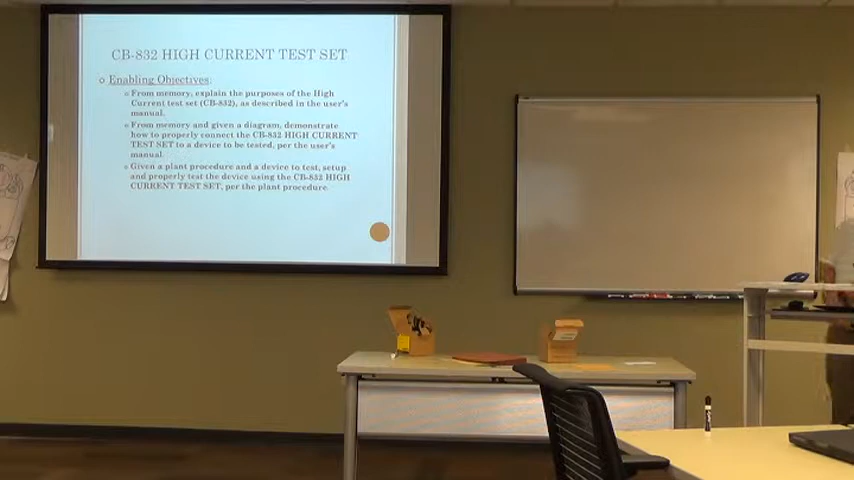 CB-832 HIGH CURRENT TEST SET
Enabling Objectives:
From memory, explain the purposes of the High
Current test set (CB-832), as described in the user's
manual.
From memory and given a diagram, demonstrate
how to properly connect the CB-832 HIGH CURRENT
TEST SET to a device to be tested, per the user's
manual
Given a plant procedure and a device to test, setup
and properly test the device using the CB-832 HIGH
CURRENT TEST SET, per the plant procedure.